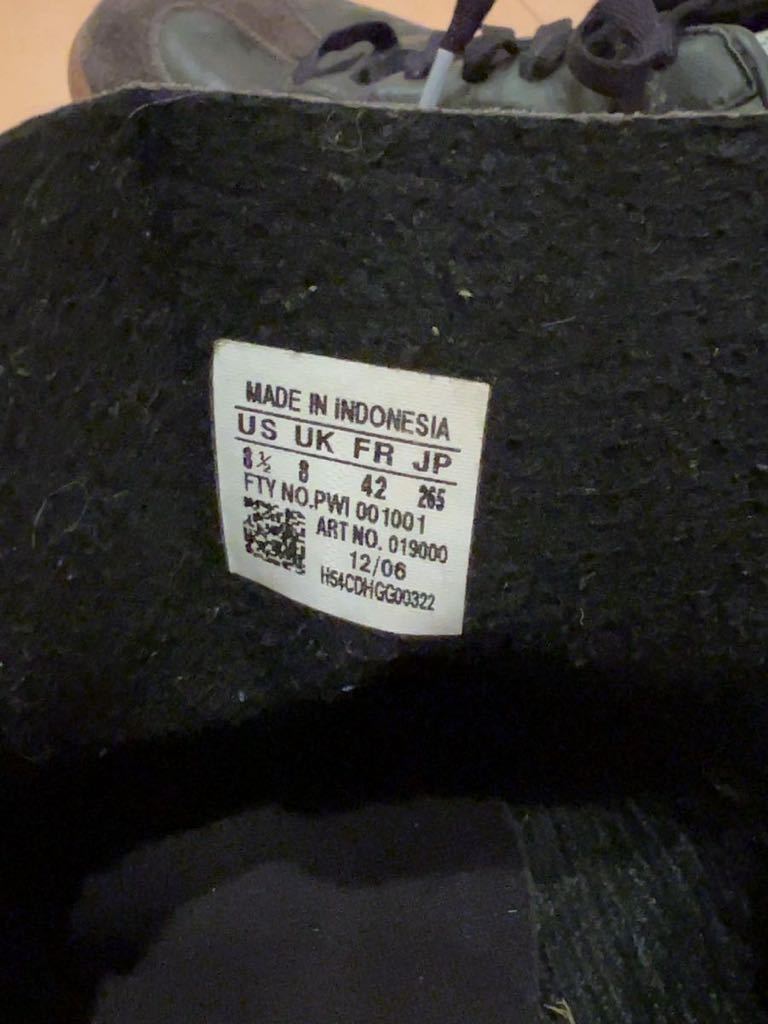 MADE IN INDONESIA
US UK FR JP
8½ 8 42 265
FTY NO.PWI 001001
ART NO. 019000
12/06
H54CDHGG00322